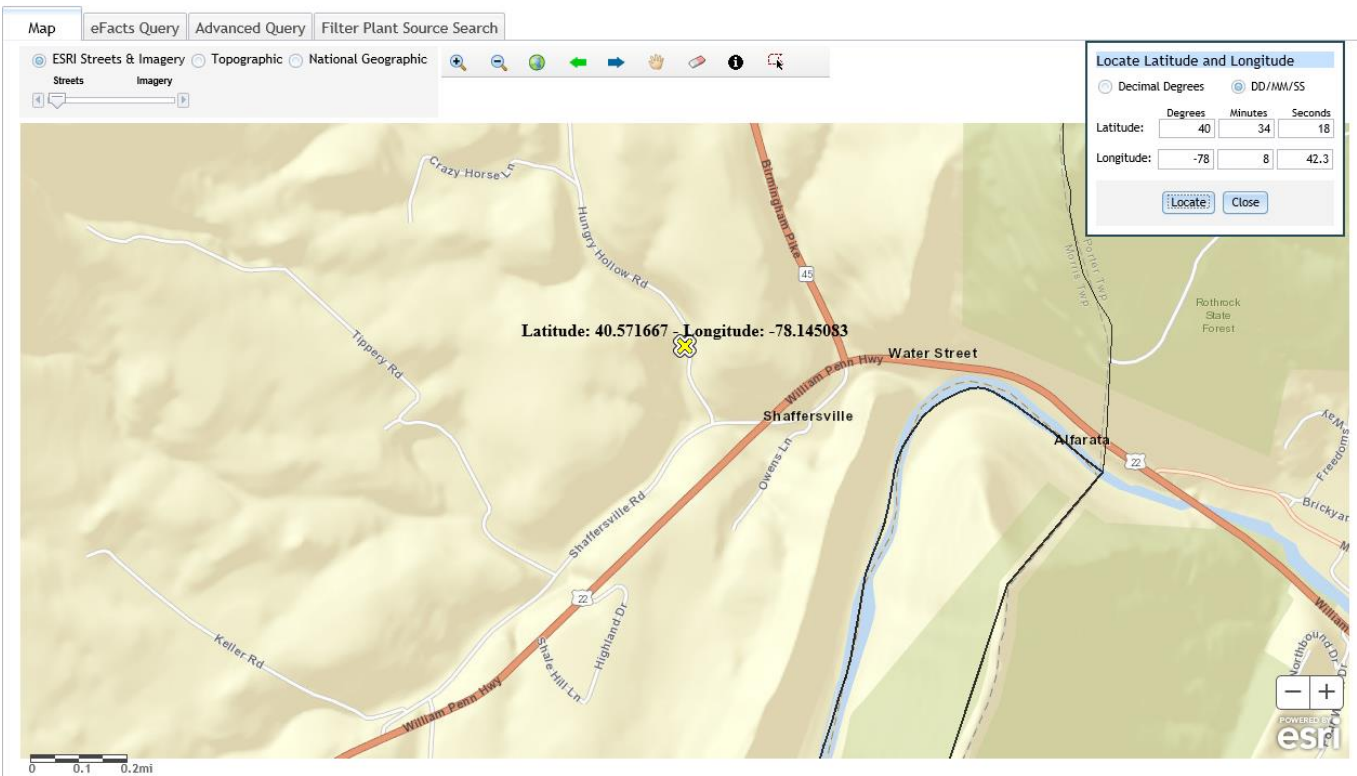 Map eFacts Query Advanced Query Filter Plant Source Search
ESRI Streets & Imagery Topographic National Geographic
Streets Imagery
Locate Latitude and Longitude
Decimal Degrees DD/MM/SS
Degrees Minutes Seconds
Latitude: 40 34 18
Longitude: -78 8 42.3
Locate Close
Crazy Horse Ln
Birmingham Pike
Hungry Hollow Rd
45
Porter Twp
Morris Twp
Rothrock
State
Forest
Latitude: 40.571667 - Longitude: -78.145083
Tippery Rd
William Penn Hwy
Water Street
Shaffersville
Alfarata
Owens Ln
22
Freedoms Way
Shaffersville Rd
22
Highland Dr
Shale Hill Ln
Keller Rd
William Penn Hwy
William
Northbound Dr
POWERED BY
esri
0 0.1 0.2mi